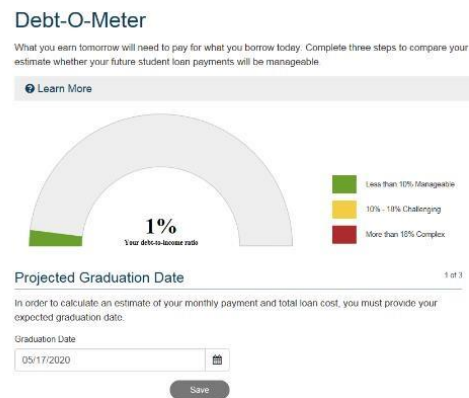 Debt-O-Meter
What you earn tomorrow will need to pay for what you borrow today. Complete three steps to compare your
estimate whether your future student loan payments will be manageable
Learn More
1%
Your debt-to-income ratio
Less than 10% Manageable
10% - 18% Challenging
More than 18% Complex
Projected Graduation Date
1 of 3
In order to calculate an estimate of your monthly payment and total loan cost, you must provide your
expected graduation date.
Graduation Date
05/17/2020
Save